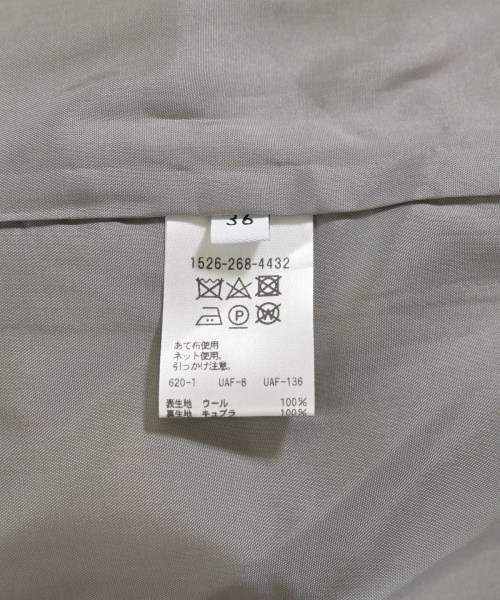 36
1526-268-4432
P W
あて布使用
ネット使用。
引っかけ注意。
620-1 UAF-8 UAF-136
表生地 ウール 100%
裏生地 キュプラ 100%